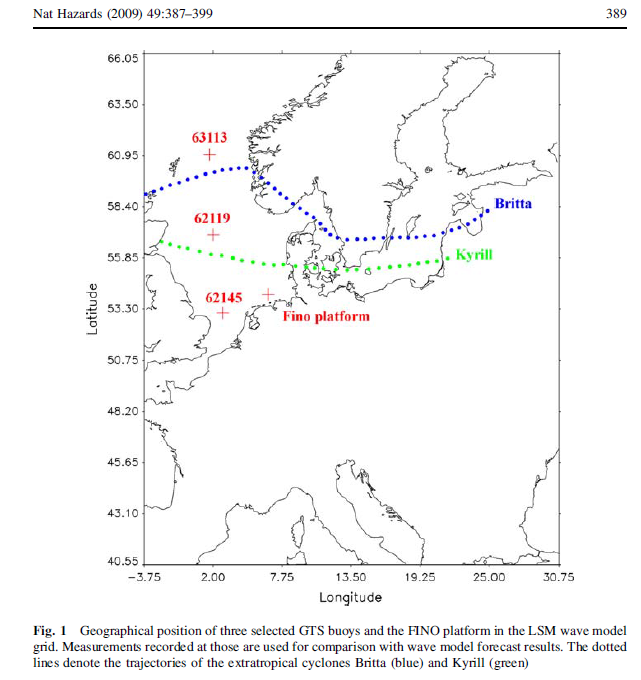 Nat Hazards (2009) 49:387–399 389
66.05
63.50
60.95
58.40
55.85
53.30
50.75
48.20
45.65
43.10
40.55
Latitude
63113
62119
62145
Fino platform
Britta
Kyrill
−3.75 2.00 7.75 13.50 19.25 25.00 30.75
Longitude
Fig. 1 Geographical position of three selected GTS buoys and the FINO platform in the LSM wave model
grid. Measurements recorded at those are used for comparison with wave model forecast results. The dotted
lines denote the trajectories of the extratropical cyclones Britta (blue) and Kyrill (green)